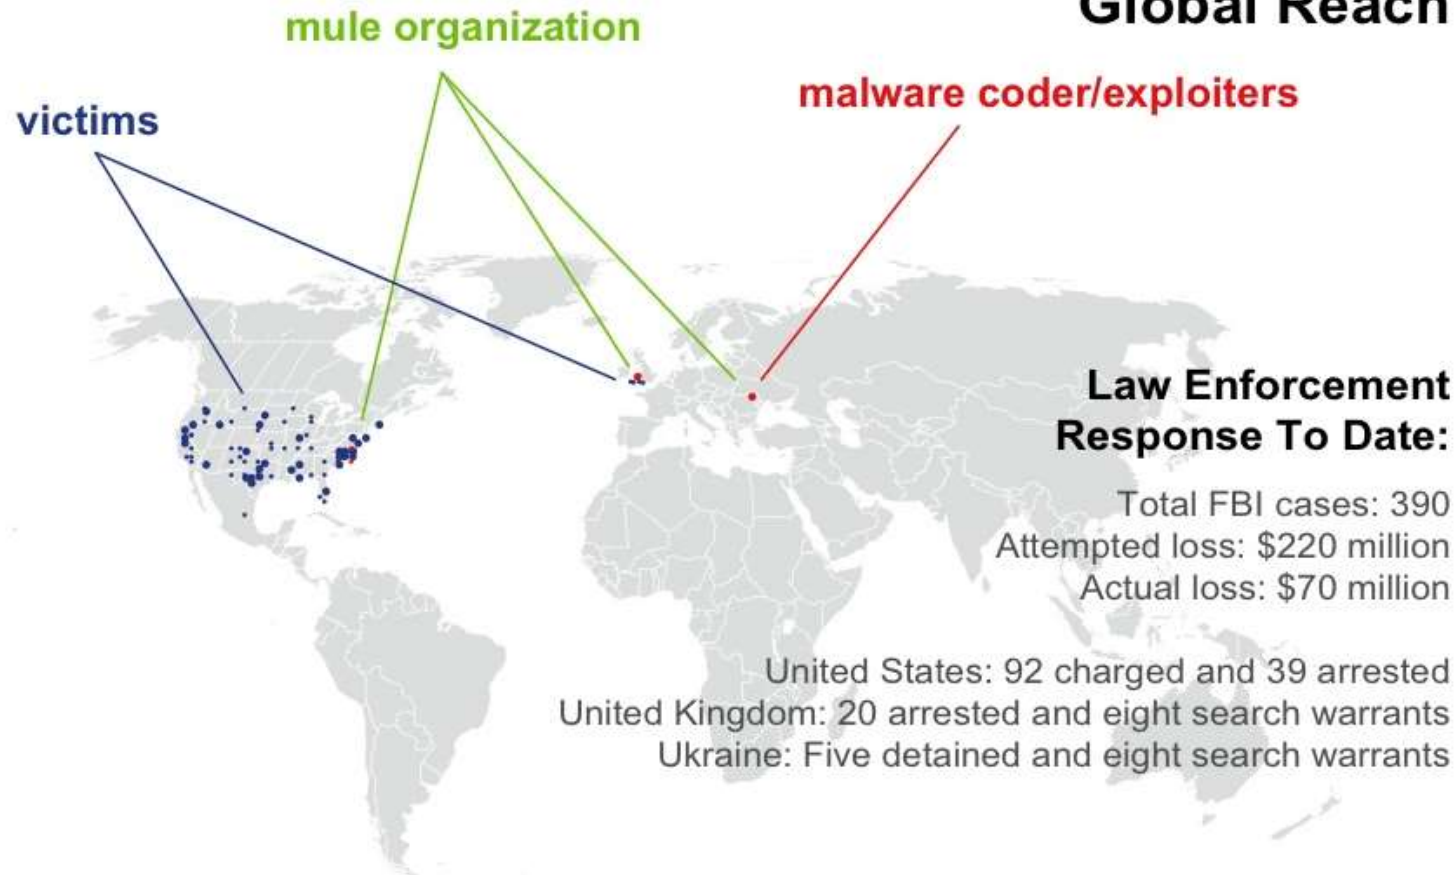 Global Reach
mule organization
malware coder/exploiters
victims
Law Enforcement
Response To Date:
Total FBI cases: 390
Attempted loss: $220 million
Actual loss: $70 million
United States: 92 charged and 39 arrested
United Kingdom: 20 arrested and eight search warrants
Ukraine: Five detained and eight search warrants